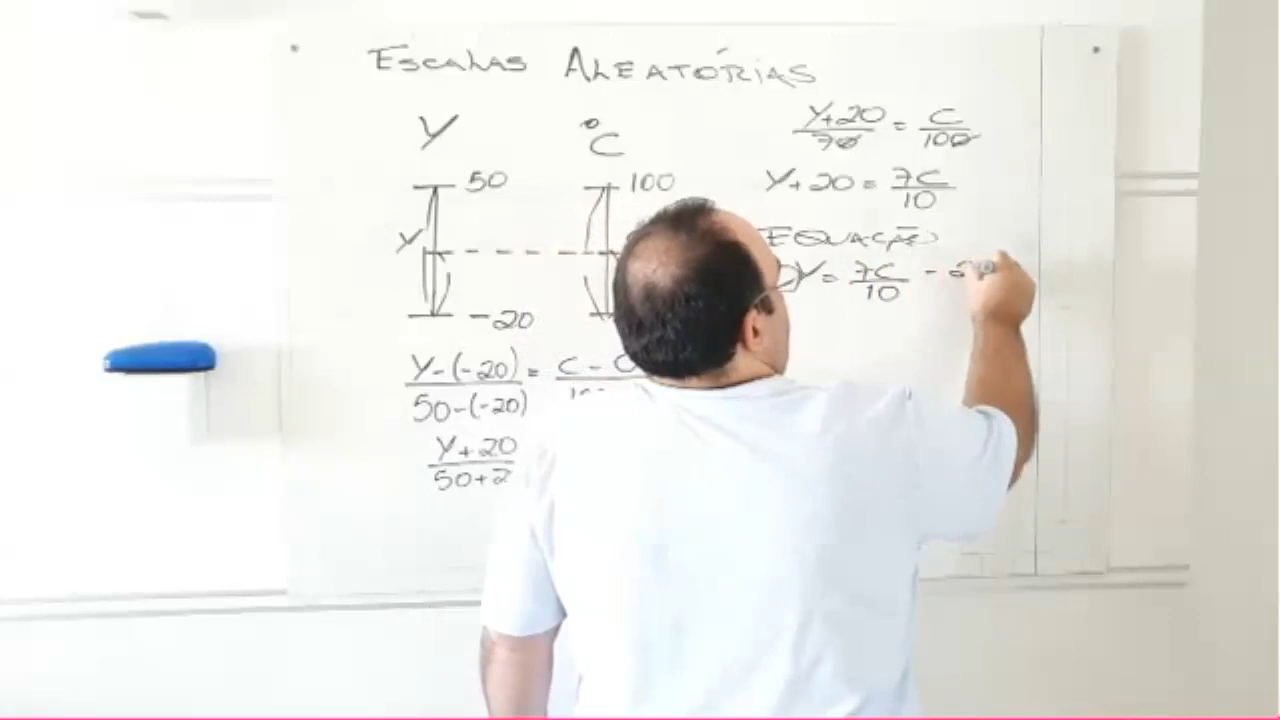 ESCALAS ALEATÓRIAS
Y °C
50 100
Y
-20
Y-(-20) = C-
50-(-20)
Y+20
50+2
Y+20 = C
70 100
Y+20 = 7C
10
EQUAÇÃO
Y = 7C -
10